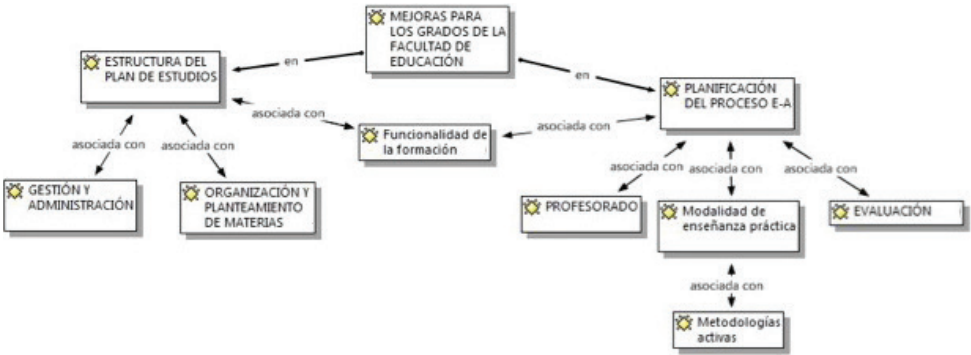 MEJORAS PARA
LOS GRADOS DE LA
FACULTAD DE
EDUCACIÓN
en
en
ESTRUCTURA DEL
PLAN DE ESTUDIOS
PLANIFICACIÓN
DEL PROCESO E-A
asociada con
asociada con
Funcionalidad de
la formación
asociada con
asociada con
asociada con
asociada con
asociada con
GESTIÓN Y
ADMINISTRACIÓN
ORGANIZACIÓN Y
PLANTEAMIENTO
DE MATERIAS
PROFESORADO
Modalidad de
enseñanza práctica
EVALUACIÓN
asociada con
Metodologías
activas